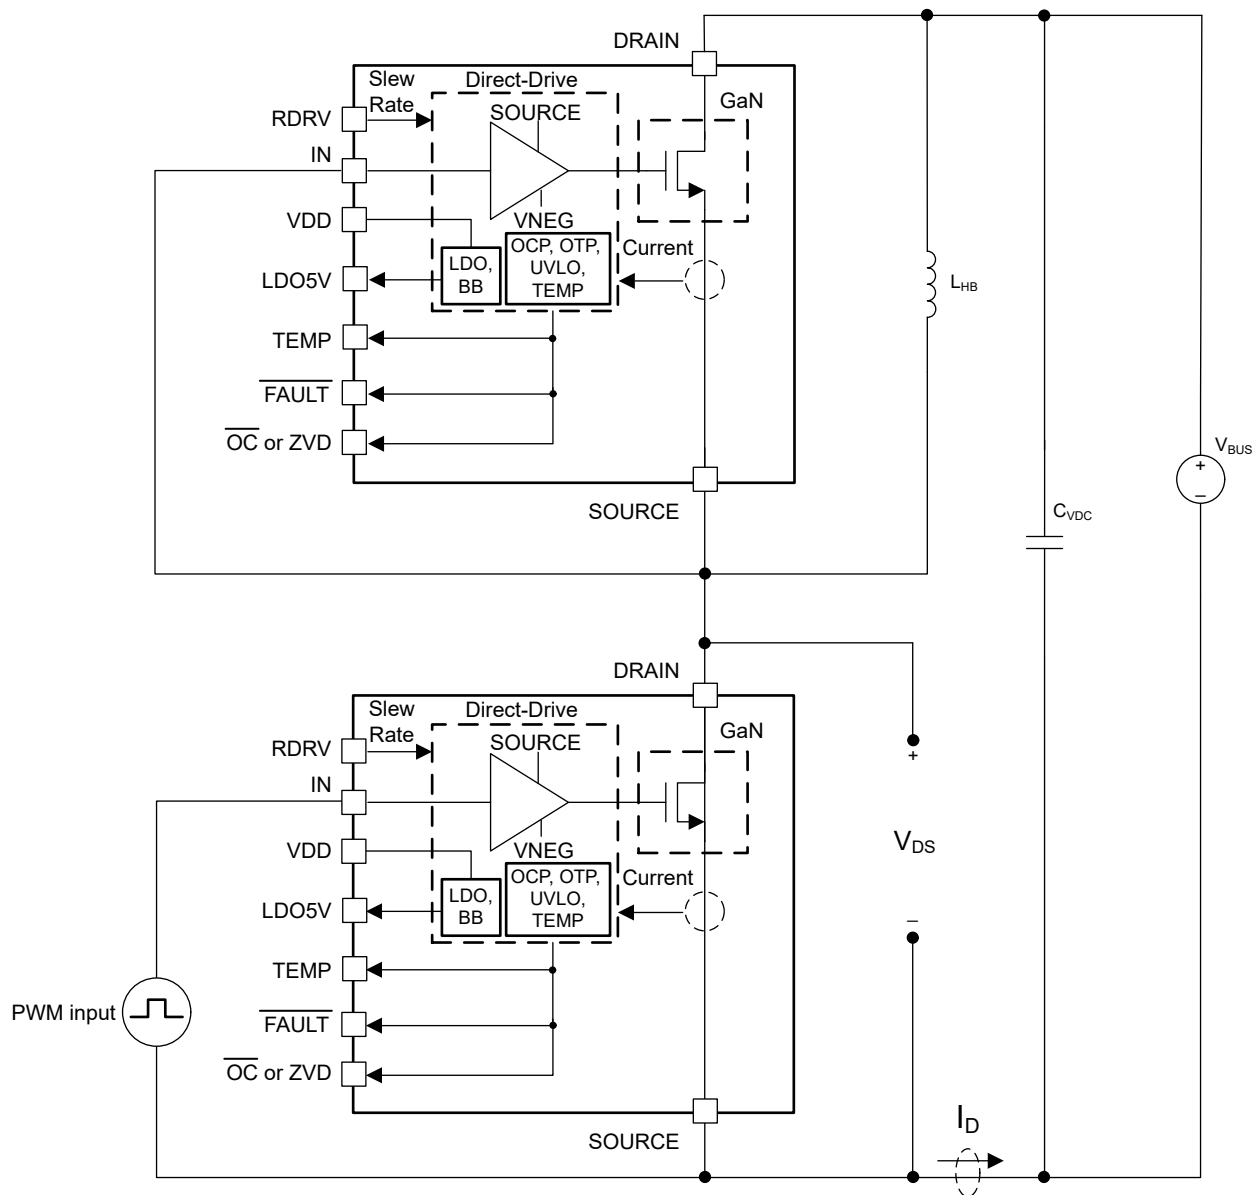 DRAIN
Slew
Rate
Direct-Drive
GaN
RDRV
SOURCE
IN
VDD
VNEG
LDO5V
LDO,
BB
OCP, OTP,
UVLO,
TEMP
Current
L_HB
TEMP
FAULT
OC or ZVD
V_BUS
+
–
SOURCE
C_VDC
DRAIN
Slew
Rate
Direct-Drive
GaN
RDRV
SOURCE
IN
+
VDD
VNEG
V_DS
LDO5V
LDO,
BB
OCP, OTP,
UVLO,
TEMP
Current
–
TEMP
PWM input
FAULT
OC or ZVD
SOURCE
I_D